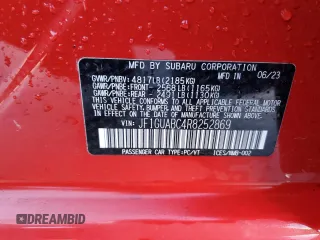 MFD BY SUBARU CORPORATION 06/23
GVWR/PNBV: 4817LB(2185KG)
GAWR/PNBE:FRONT- 2568LB(1165KG)
GAWR/PNBE:REAR - 2491LB(1130KG)
THIS VEHICLE CONFORMS TO ALL APPLICABLE
FEDERAL MOTOR VEHICLE SAFETY,
BUMPER, AND THEFT PREVENTION
STANDARDS IN EFFECT ON THE DATE OF
MANUFACTURE SHOWN ABOVE.
VIN: JF1GUABC4R8252869
PASSENGER CAR TYPE:PC/VT ICES/NMB-002
DREAMBID